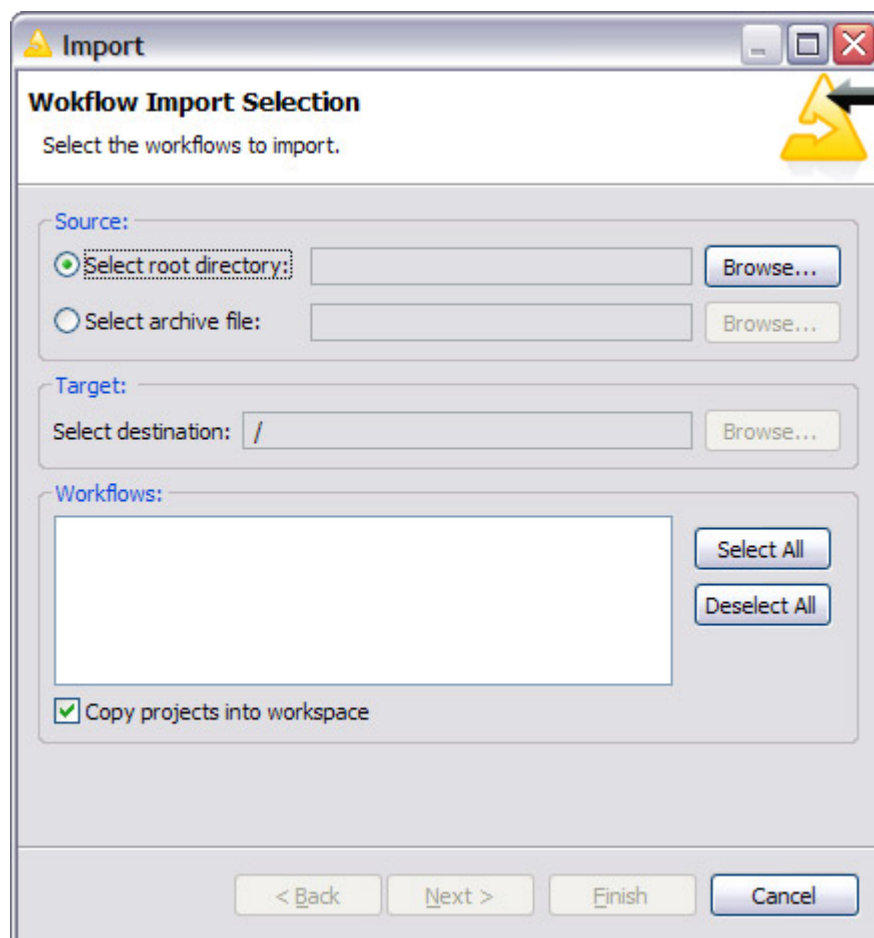 Import
Wokflow Import Selection
Select the workflows to import.
Source:
Select root directory: Browse...
Select archive file: Browse...
Target:
Select destination: / Browse...
Workflows:
Select All
Deselect All
Copy projects into workspace
< Back Next > Finish Cancel